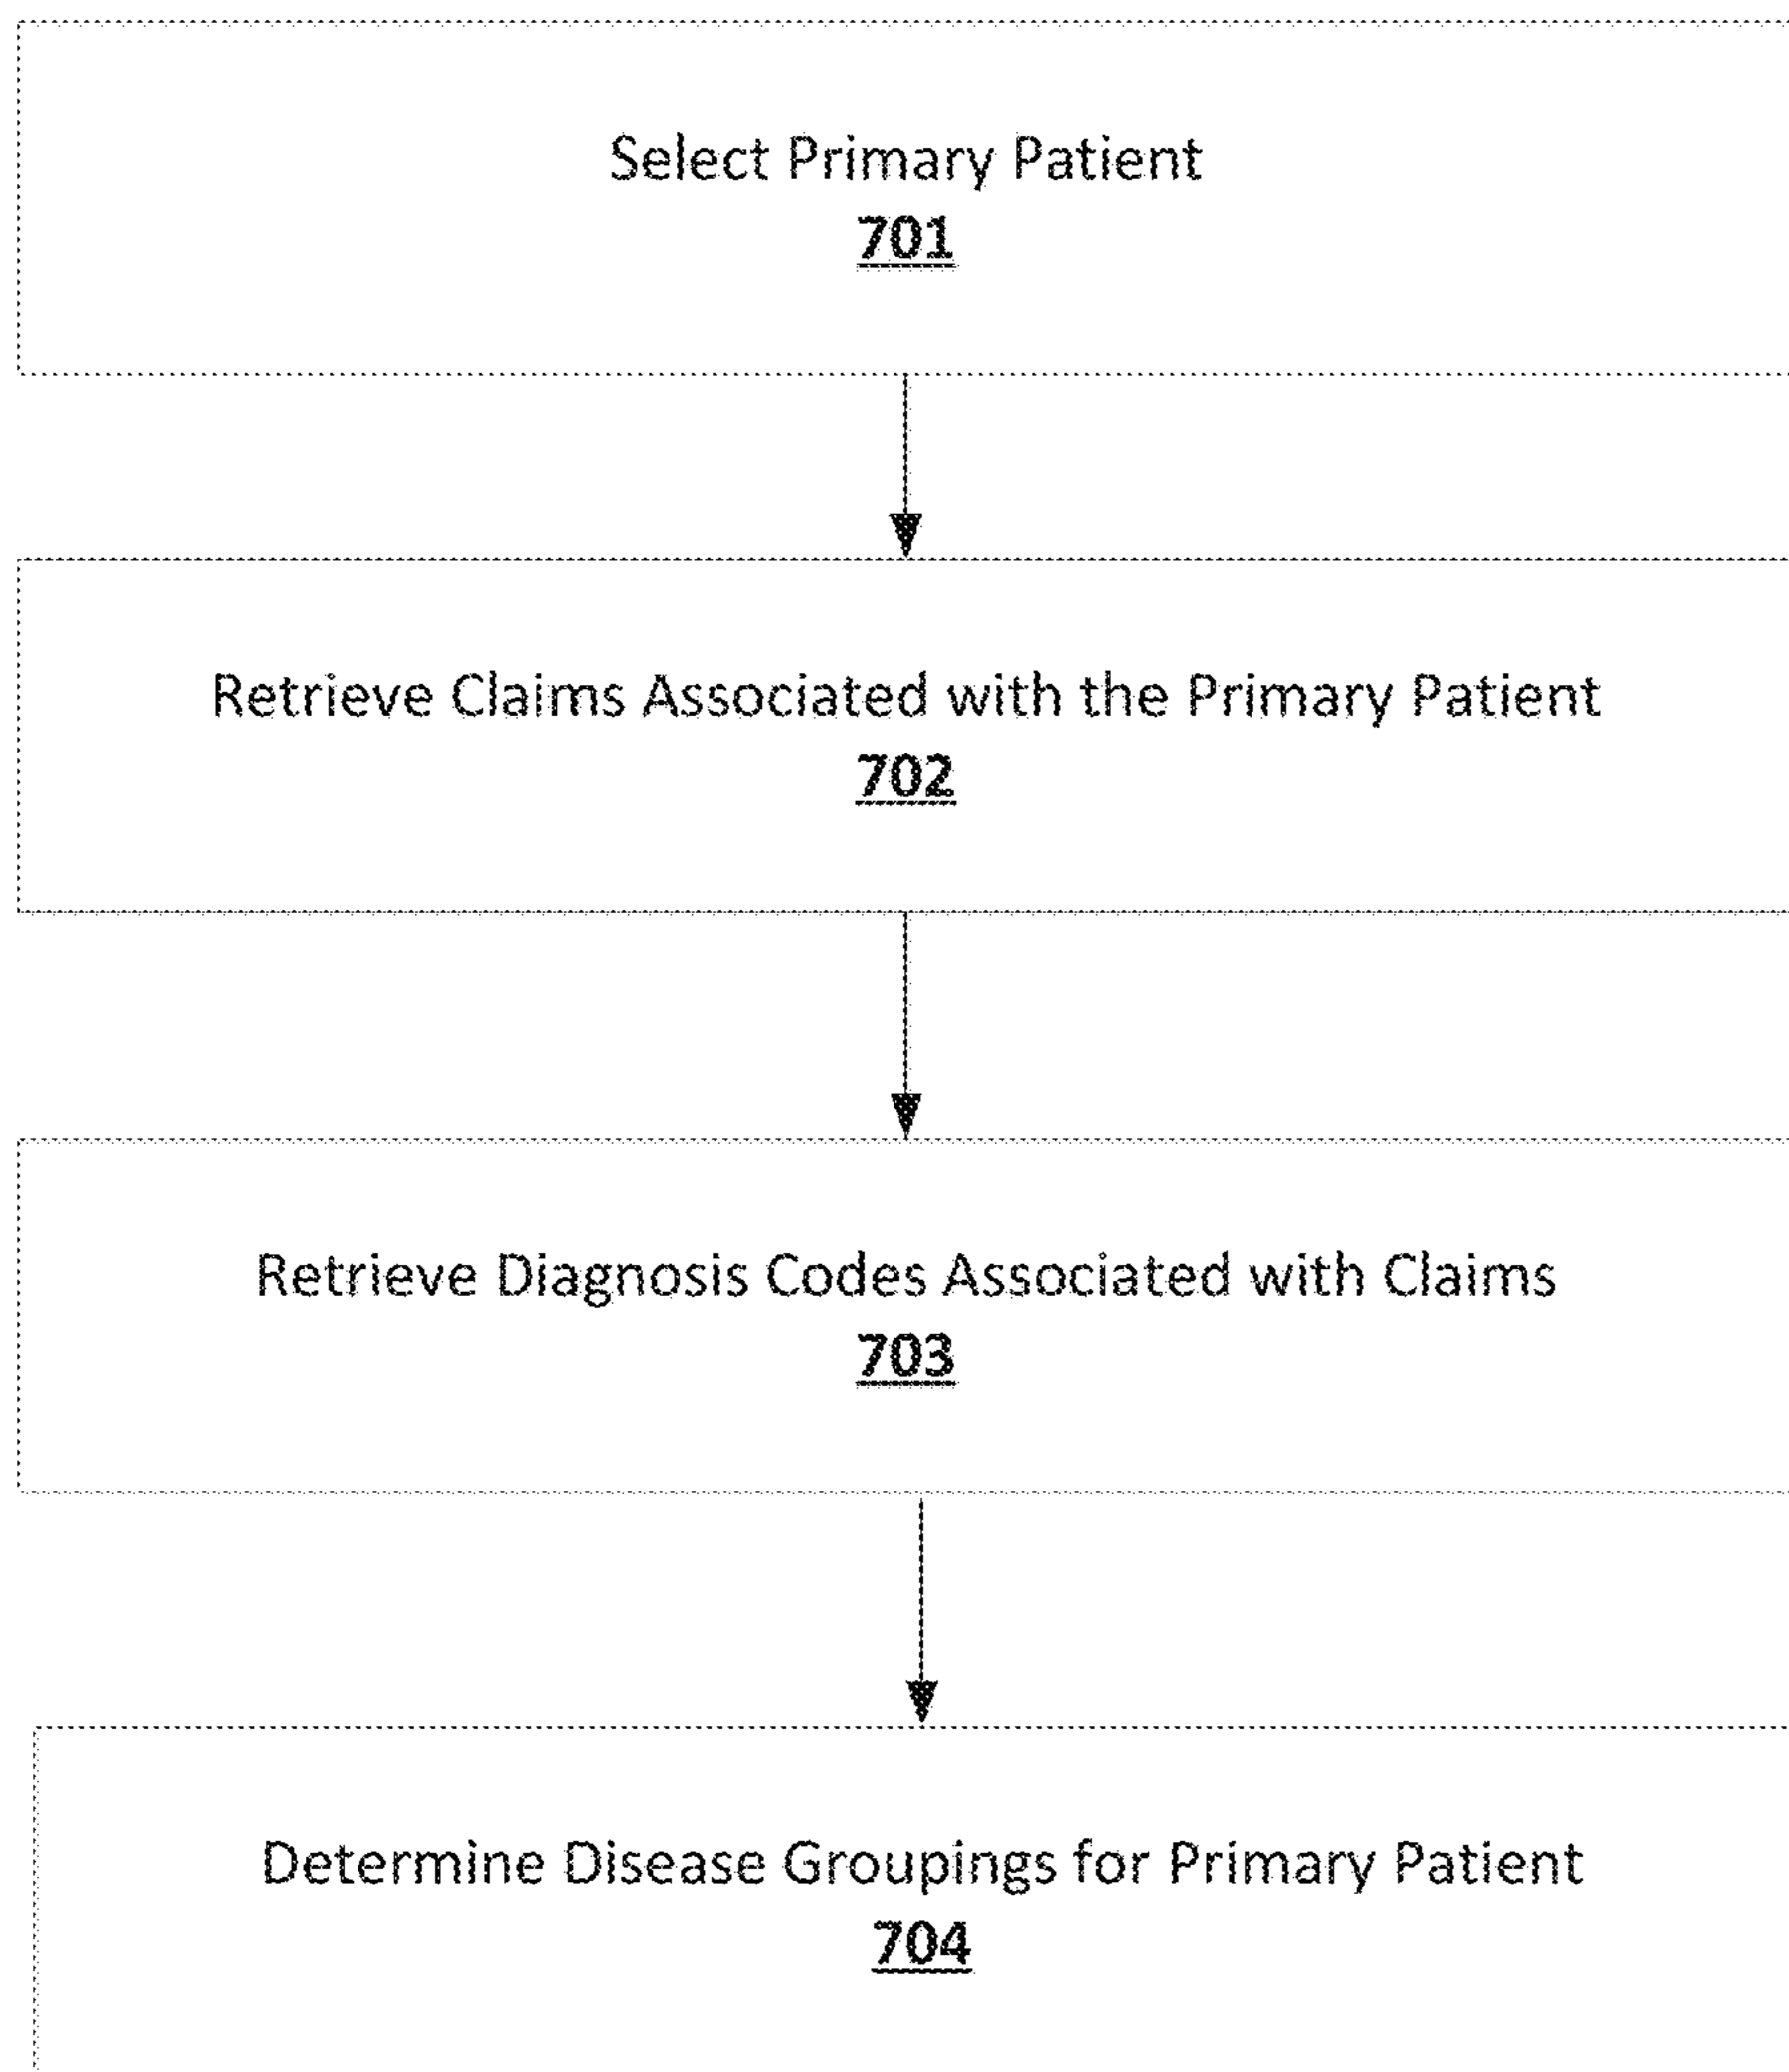 Select Primary Patient
701
Retrieve Claims Associated with the Primary Patient
702
Retrieve Diagnosis Codes Associated with Claims
703
Determine Disease Groupings for Primary Patient
704